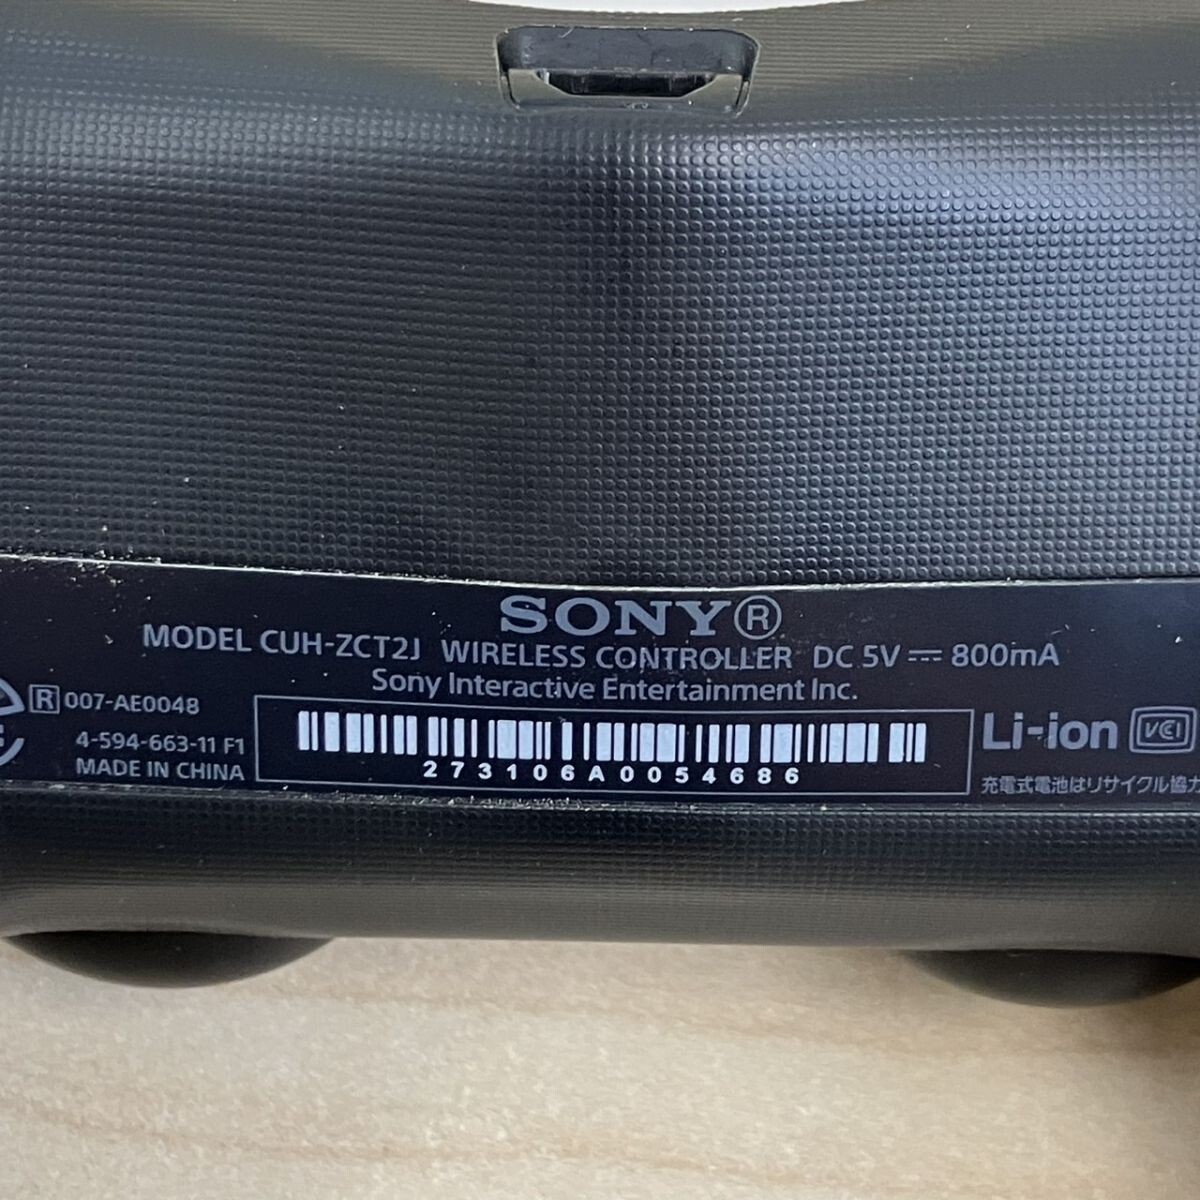 SONY®
MODEL CUH-ZCT2J WIRELESS CONTROLLER DC 5V ⎓ 800mA
Sony Interactive Entertainment Inc.
R 007-AE0048
4-594-663-11 F1
MADE IN CHINA
273106A0054686
Li-ion VCCI
充電式電池はリサイクル協力